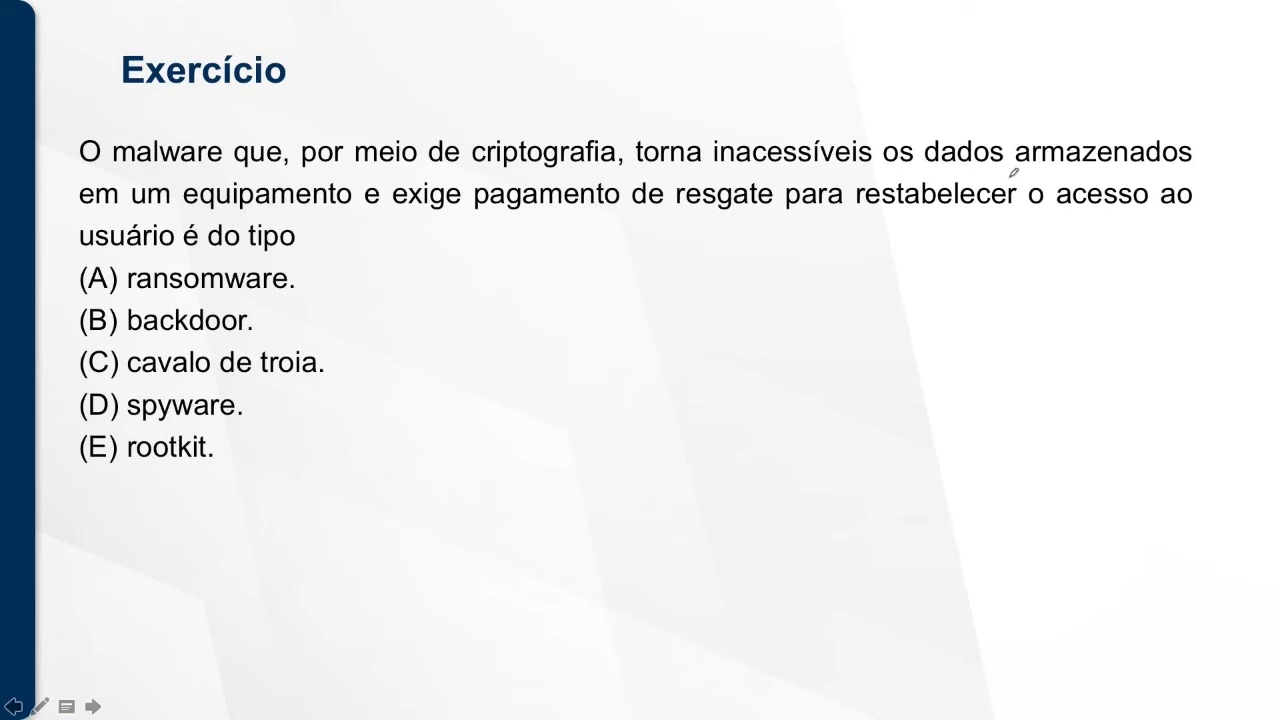 Exercício
O malware que, por meio de criptografia, torna inacessíveis os dados armazenados
em um equipamento e exige pagamento de resgate para restabelecer o acesso ao
usuário é do tipo
(A) ransomware.
(B) backdoor.
(C) cavalo de troia.
(D) spyware.
(E) rootkit.